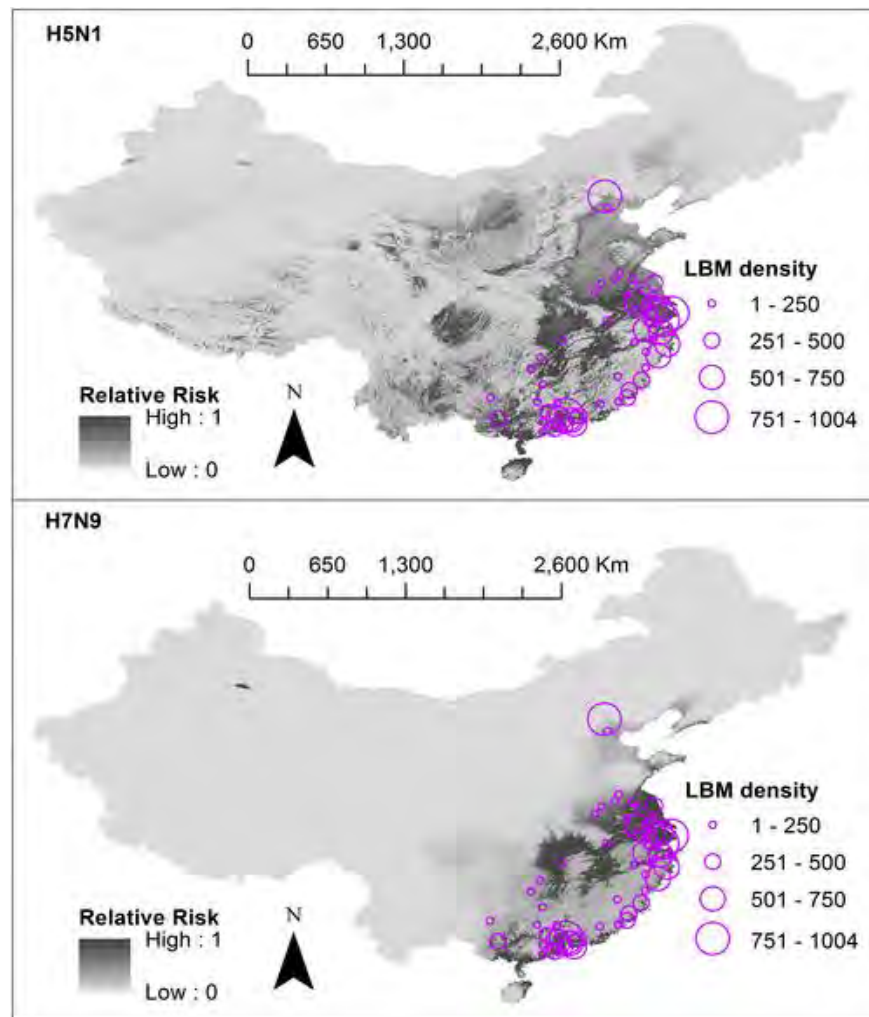 H5N1
0 650 1,300 2,600 Km
LBM density
1 - 250
251 - 500
501 - 750
751 - 1004
Relative Risk
High : 1
Low : 0
N
H7N9
0 650 1,300 2,600 Km
LBM density
1 - 250
251 - 500
501 - 750
751 - 1004
Relative Risk
High : 1
Low : 0
N